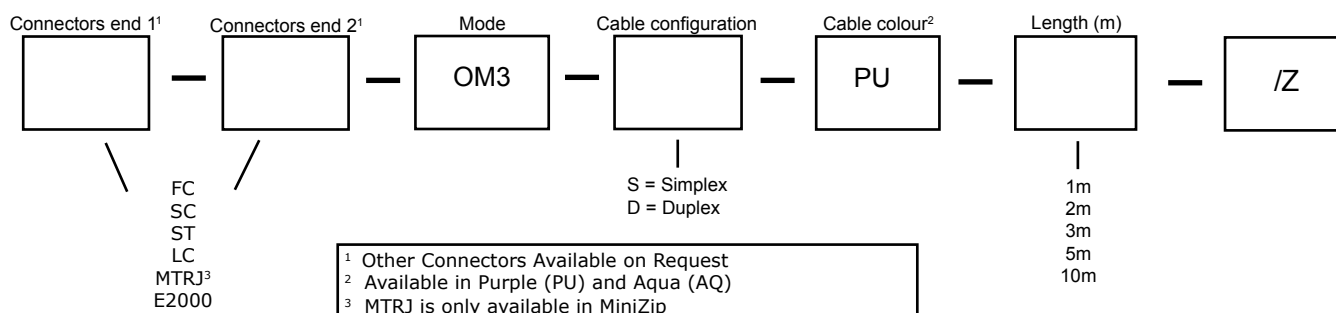 Connectors end 1¹ Connectors end 2¹ Mode Cable configuration Cable colour² Length (m)
OM3 PU /Z
FC
SC
ST
LC
MTRJ³
E2000
S = Simplex
D = Duplex
1m
2m
3m
5m
10m
¹ Other Connectors Available on Request
² Available in Purple (PU) and Aqua (AQ)
³ MTRJ is only available in MiniZip